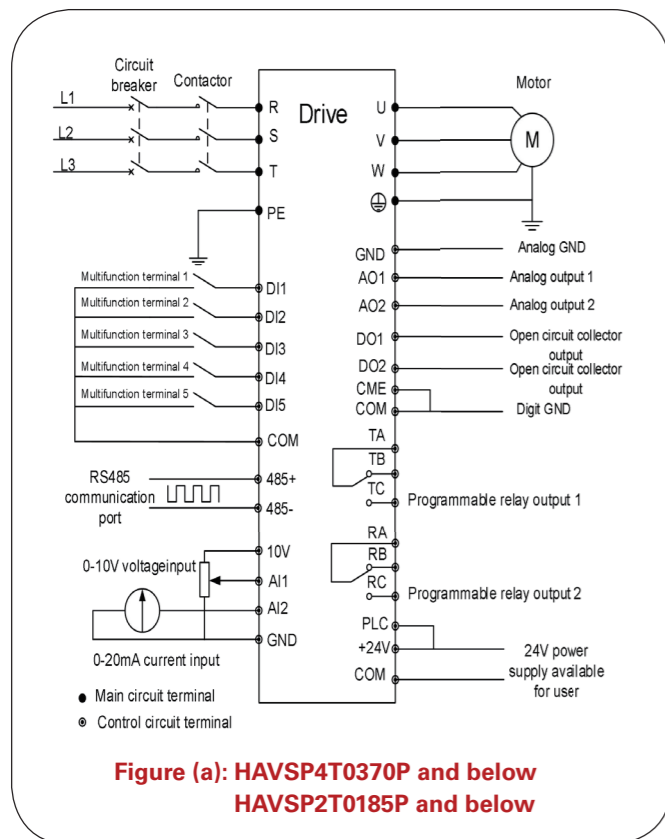 Circuit
breaker
Contactor
Motor
L1
L2
L3
R
S
T
PE
Drive
U
V
W
M
Multifunction terminal 1
Multifunction terminal 2
Multifunction terminal 3
Multifunction terminal 4
Multifunction terminal 5
DI1
DI2
DI3
DI4
DI5
COM
RS485
communication
port
485+
485-
10V
0-10V voltageinput
AI1
AI2
GND
0-20mA current input
GND
Analog GND
AO1
Analog output 1
AO2
Analog output 2
DO1
Open circuit collector
output
DO2
Open circuit collector
output
CME
COM
Digit GND
TA
TB
TC
Programmable relay output 1
RA
RB
RC
Programmable relay output 2
PLC
+24V
COM
24V power
supply available
for user
Main circuit terminal
Control circuit terminal
Figure (a): HAVSP4T0370P and below
HAVSP2T0185P and below